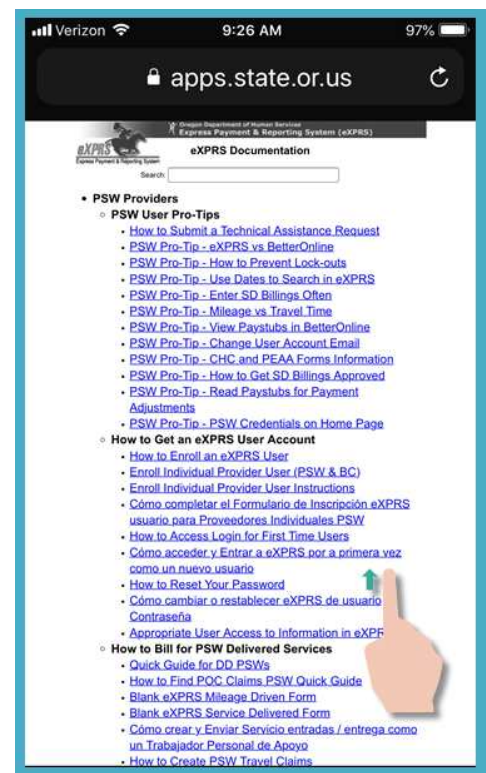 Verizon 9:26 AM 97%
apps.state.or.us
Oregon Department of Human Services
Express Payment & Reporting System (eXPRS)
eXPRS
Express Payment & Reporting System
eXPRS Documentation
Search:
• PSW Providers
◦ PSW User Pro-Tips
▪ How to Submit a Technical Assistance Request
▪ PSW Pro-Tip - eXPRS vs BetterOnline
▪ PSW Pro-Tip - How to Prevent Lock-outs
▪ PSW Pro-Tip - Use Dates to Search in eXPRS
▪ PSW Pro-Tip - Enter SD Billings Often
▪ PSW Pro-Tip - Mileage vs Travel Time
▪ PSW Pro-Tip - View Paystubs in BetterOnline
▪ PSW Pro-Tip - Change User Account Email
▪ PSW Pro-Tip - CHC and PEAA Forms Information
▪ PSW Pro-Tip - How to Get SD Billings Approved
▪ PSW Pro-Tip - Read Paystubs for Payment
Adjustments
▪ PSW Pro-Tip - PSW Credentials on Home Page
◦ How to Get an eXPRS User Account
▪ How to Enroll an eXPRS User
▪ Enroll Individual Provider User (PSW & BC)
▪ Enroll Individual Provider User Instructions
▪ Cómo completar el Formulario de Inscripción eXPRS
usuario para Proveedores Individuales PSW
▪ How to Access Login for First Time Users
▪ Cómo acceder y Entrar a eXPRS por a primera vez
como un nuevo usuario
▪ How to Reset Your Password
▪ Cómo cambiar o restablecer eXPRS de usuario
Contraseña
▪ Appropriate User Access to Information in eXPR
◦ How to Bill for PSW Delivered Services
▪ Quick Guide for DD PSWs
▪ How to Find POC Claims PSW Quick Guide
▪ Blank eXPRS Mileage Driven Form
▪ Blank eXPRS Service Delivered Form
▪ Cómo crear y Enviar Servicio entradas / entrega como
un Trabajador Personal de Apoyo
▪ How to Create PSW Travel Claims